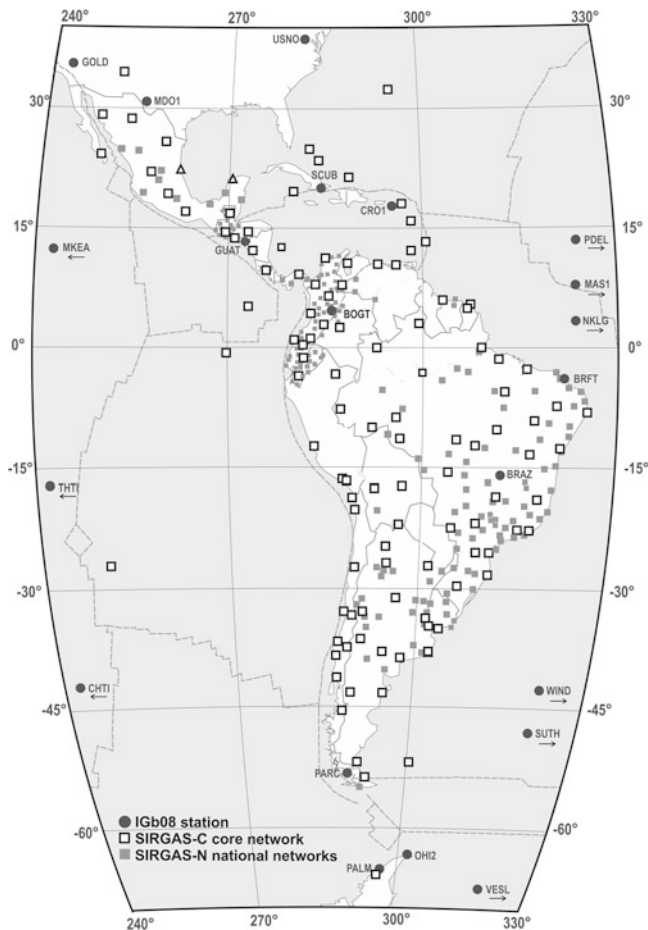 240° 270° 300° 330°
USNO
GOLD
MDO1
30° 30°
SCUB
CRO1
15° 15°
GUAT
PDEL
MKEA
MAS1
BOGT
NKLG
0° 0°
BRFT
BRAZ
-15° -15°
THTI
-30° -30°
CHTI
WIND
-45° -45°
SUTH
PARC
IGb08 station
SIRGAS-C core network
-60° -60°
SIRGAS-N national networks
PALM OHI2
VESL
240° 270° 300° 330°